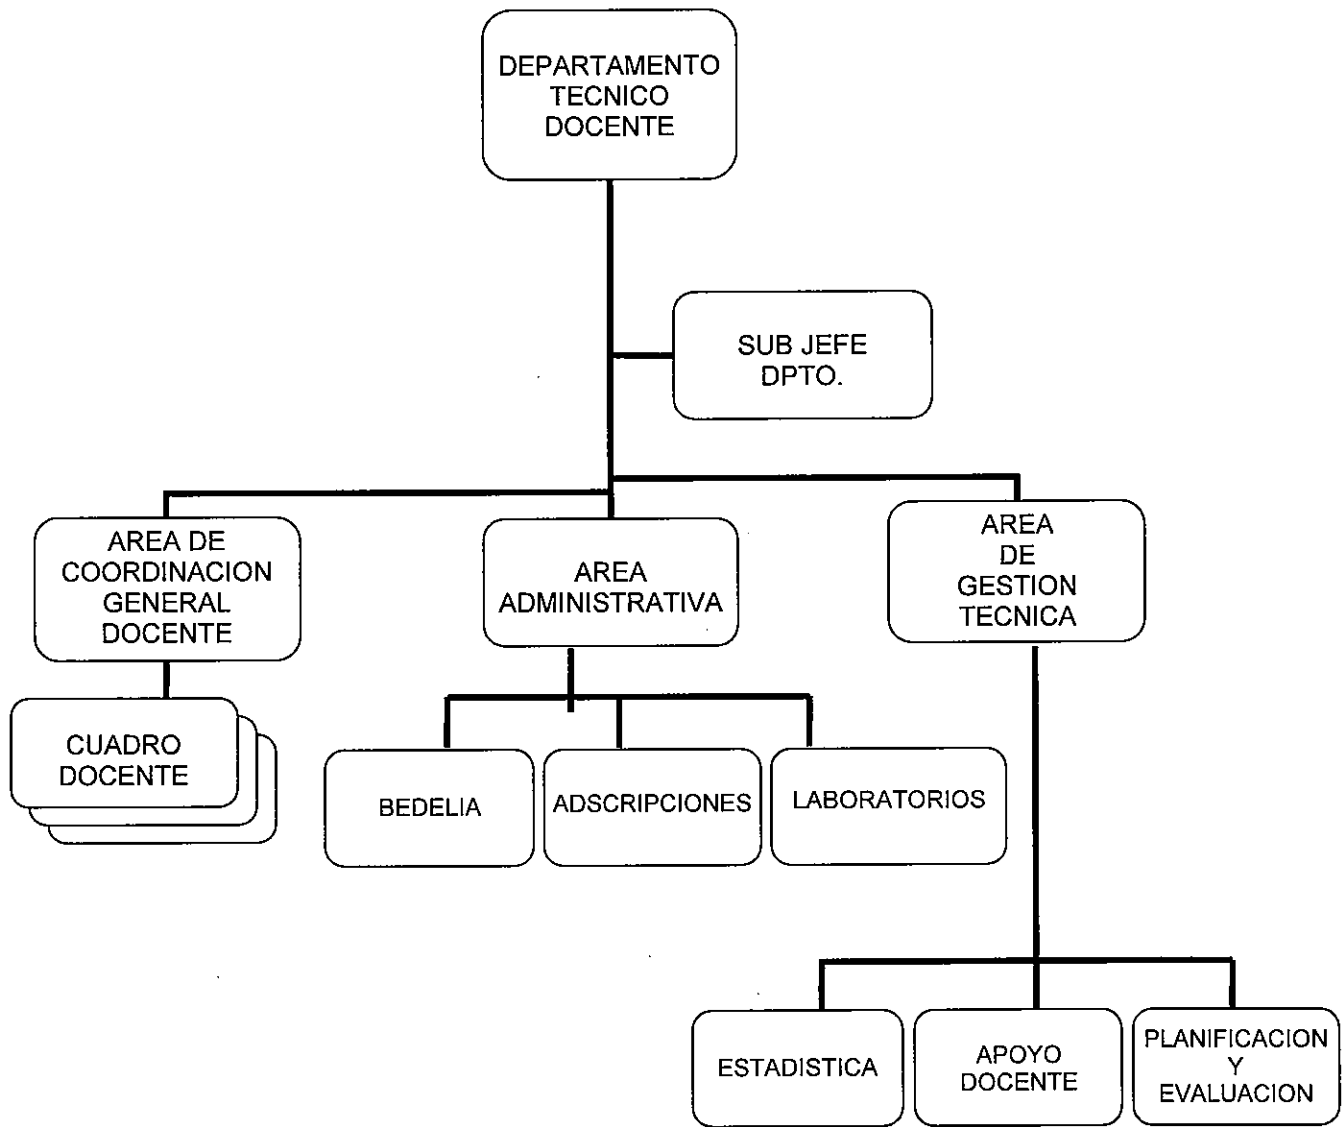 DEPARTAMENTO
TECNICO
DOCENTE
SUB JEFE
DPTO.
AREA DE
COORDINACION
GENERAL
DOCENTE
AREA
ADMINISTRATIVA
AREA
DE
GESTION
TECNICA
CUADRO
DOCENTE
BEDELIA
ADSCRIPCIONES
LABORATORIOS
ESTADISTICA
APOYO
DOCENTE
PLANIFICACION
Y
EVALUACION